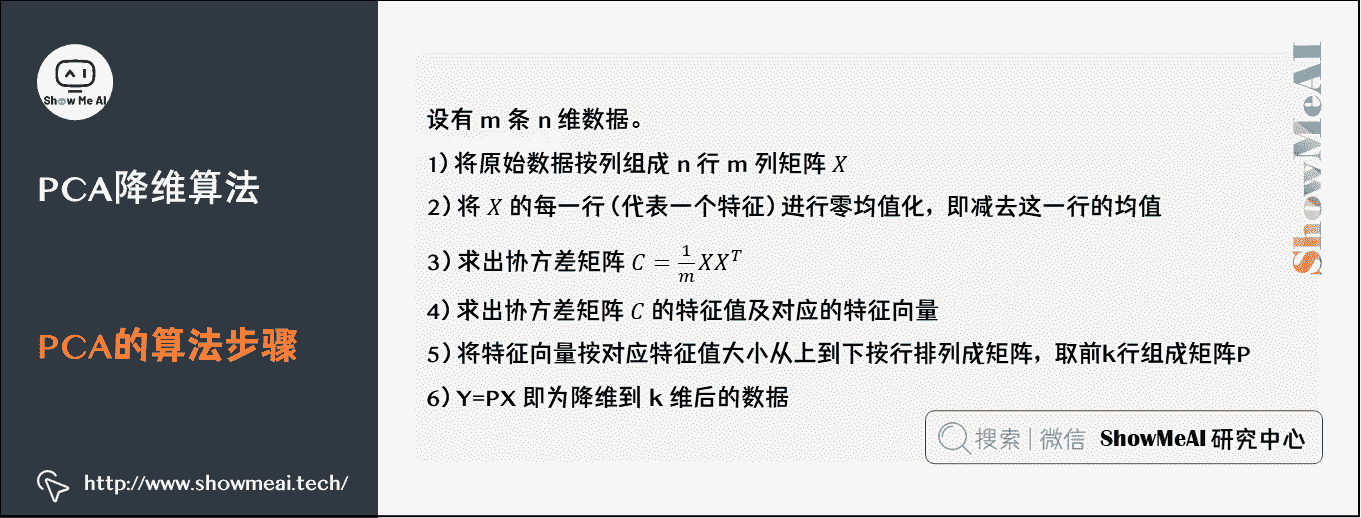 Show Me AI
PCA降维算法
PCA的算法步骤
http://www.showmeai.tech/
设有 m 条 n 维数据。
1）将原始数据按列组成 n 行 m 列矩阵 X
2）将 X 的每一行（代表一个特征）进行零均值化，即减去这一行的均值
3）求出协方差矩阵 C = 1/m XX^T
4）求出协方差矩阵 C 的特征值及对应的特征向量
5）将特征向量按对应特征值大小从上到下按行排列成矩阵，取前k行组成矩阵P
6）Y=PX 即为降维到 k 维后的数据
搜索｜微信 ShowMeAI 研究中心
ShowMeAI